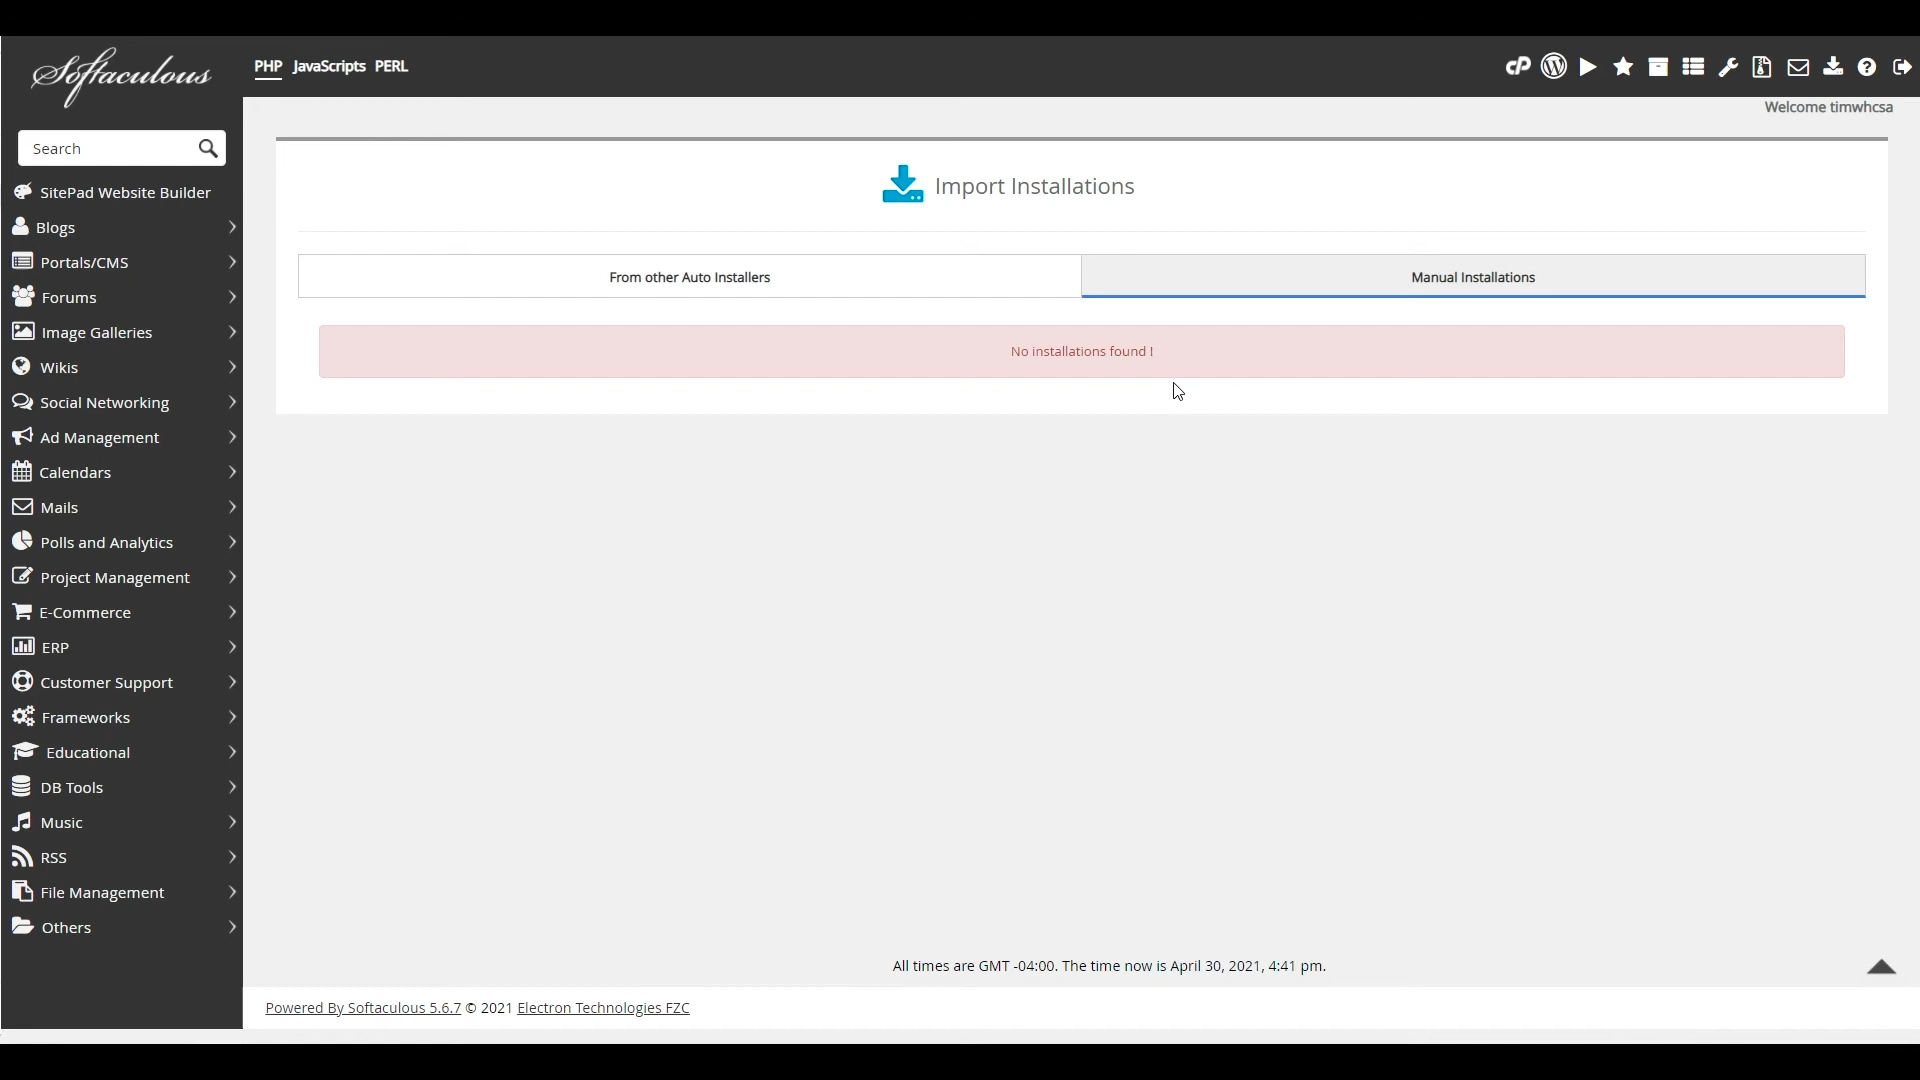 Softaculous
PHP JavaScripts PERL
cP
Welcome timwhcsa
Search
SitePad Website Builder
Blogs
Portals/CMS
Forums
Image Galleries
Wikis
Social Networking
Ad Management
Calendars
Mails
Polls and Analytics
Project Management
E-Commerce
ERP
Customer Support
Frameworks
Educational
DB Tools
Music
RSS
File Management
Others
Import Installations
From other Auto Installers
Manual Installations
No installations found !
All times are GMT -04:00. The time now is April 30, 2021, 4:41 pm.
Powered By Softaculous 5.6.7 © 2021 Electron Technologies FZC